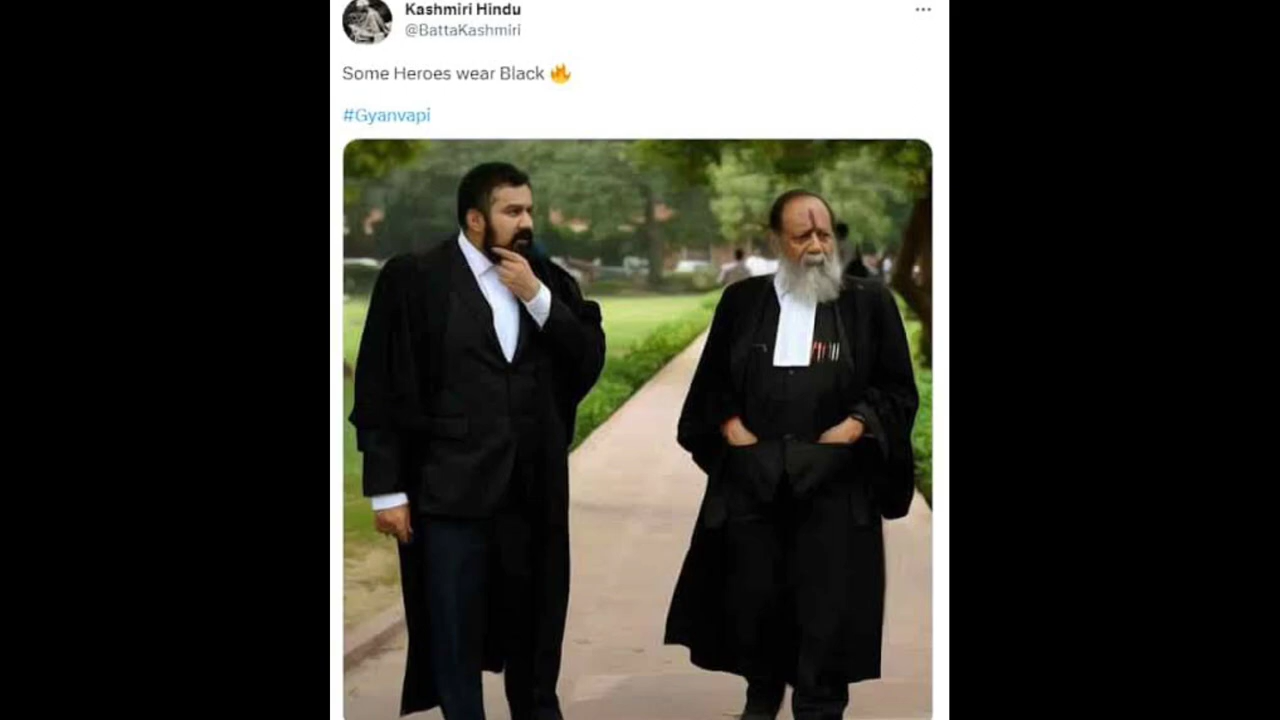 Kashmiri Hindu
@BattaKashmiri
Some Heroes wear Black 🔥
#Gyanvapi